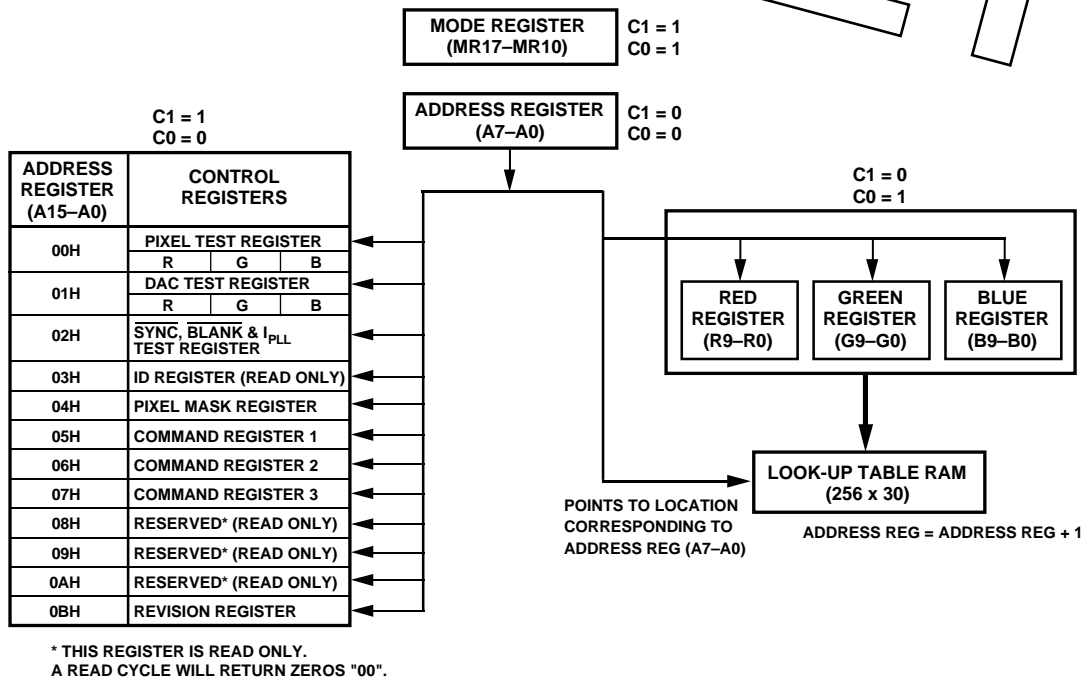 MODE REGISTER
(MR17–MR10)
C1 = 1
C0 = 1
ADDRESS REGISTER
(A7–A0)
C1 = 0
C0 = 0
C1 = 1
C0 = 0
ADDRESS
REGISTER
(A15–A0)
CONTROL
REGISTERS
00H
PIXEL TEST REGISTER
R G B
01H
DAC TEST REGISTER
R G B
02H
SYNC, BLANK & IPLL
TEST REGISTER
03H ID REGISTER (READ ONLY)
04H PIXEL MASK REGISTER
05H COMMAND REGISTER 1
06H COMMAND REGISTER 2
07H COMMAND REGISTER 3
08H RESERVED* (READ ONLY)
09H RESERVED* (READ ONLY)
0AH RESERVED* (READ ONLY)
0BH REVISION REGISTER
* THIS REGISTER IS READ ONLY.
A READ CYCLE WILL RETURN ZEROS "00".
C1 = 0
C0 = 1
RED
REGISTER
(R9–R0)
GREEN
REGISTER
(G9–G0)
BLUE
REGISTER
(B9–B0)
LOOK-UP TABLE RAM
(256 x 30)
POINTS TO LOCATION
CORRESPONDING TO
ADDRESS REG (A7–A0)
ADDRESS REG = ADDRESS REG + 1